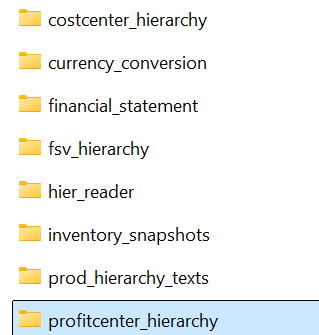 costcenter_hierarchy
currency_conversion
financial_statement
fsv_hierarchy
hier_reader
inventory_snapshots
prod_hierarchy_texts
profitcenter_hierarchy